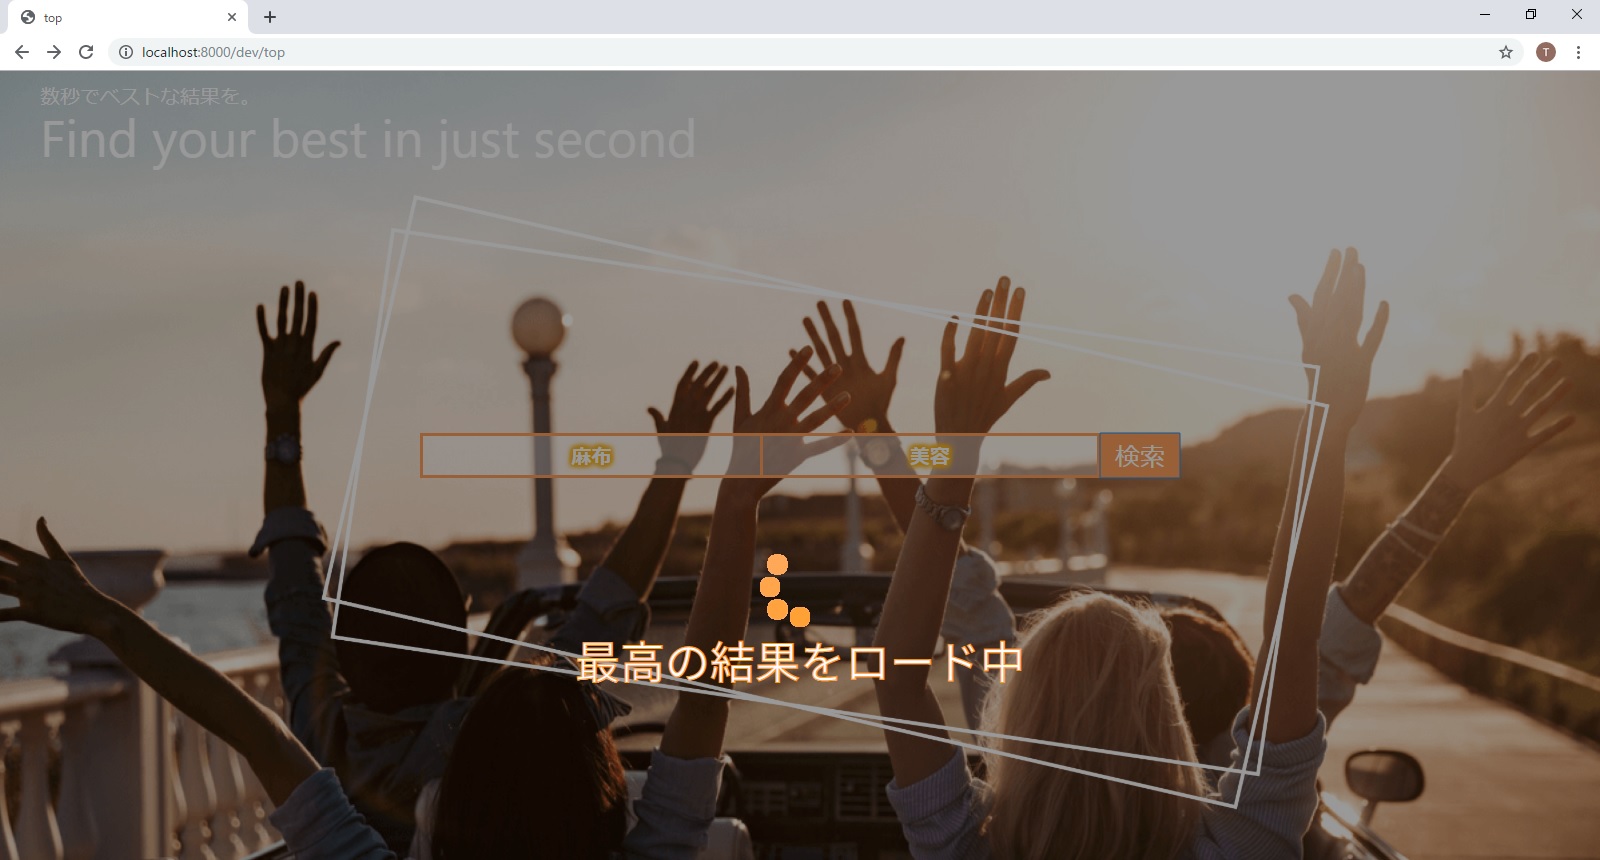 top
localhost:8000/dev/top
T
数秒でベストな結果を。
Find your best in just second
麻布
美容
検索
最高の結果をロード中